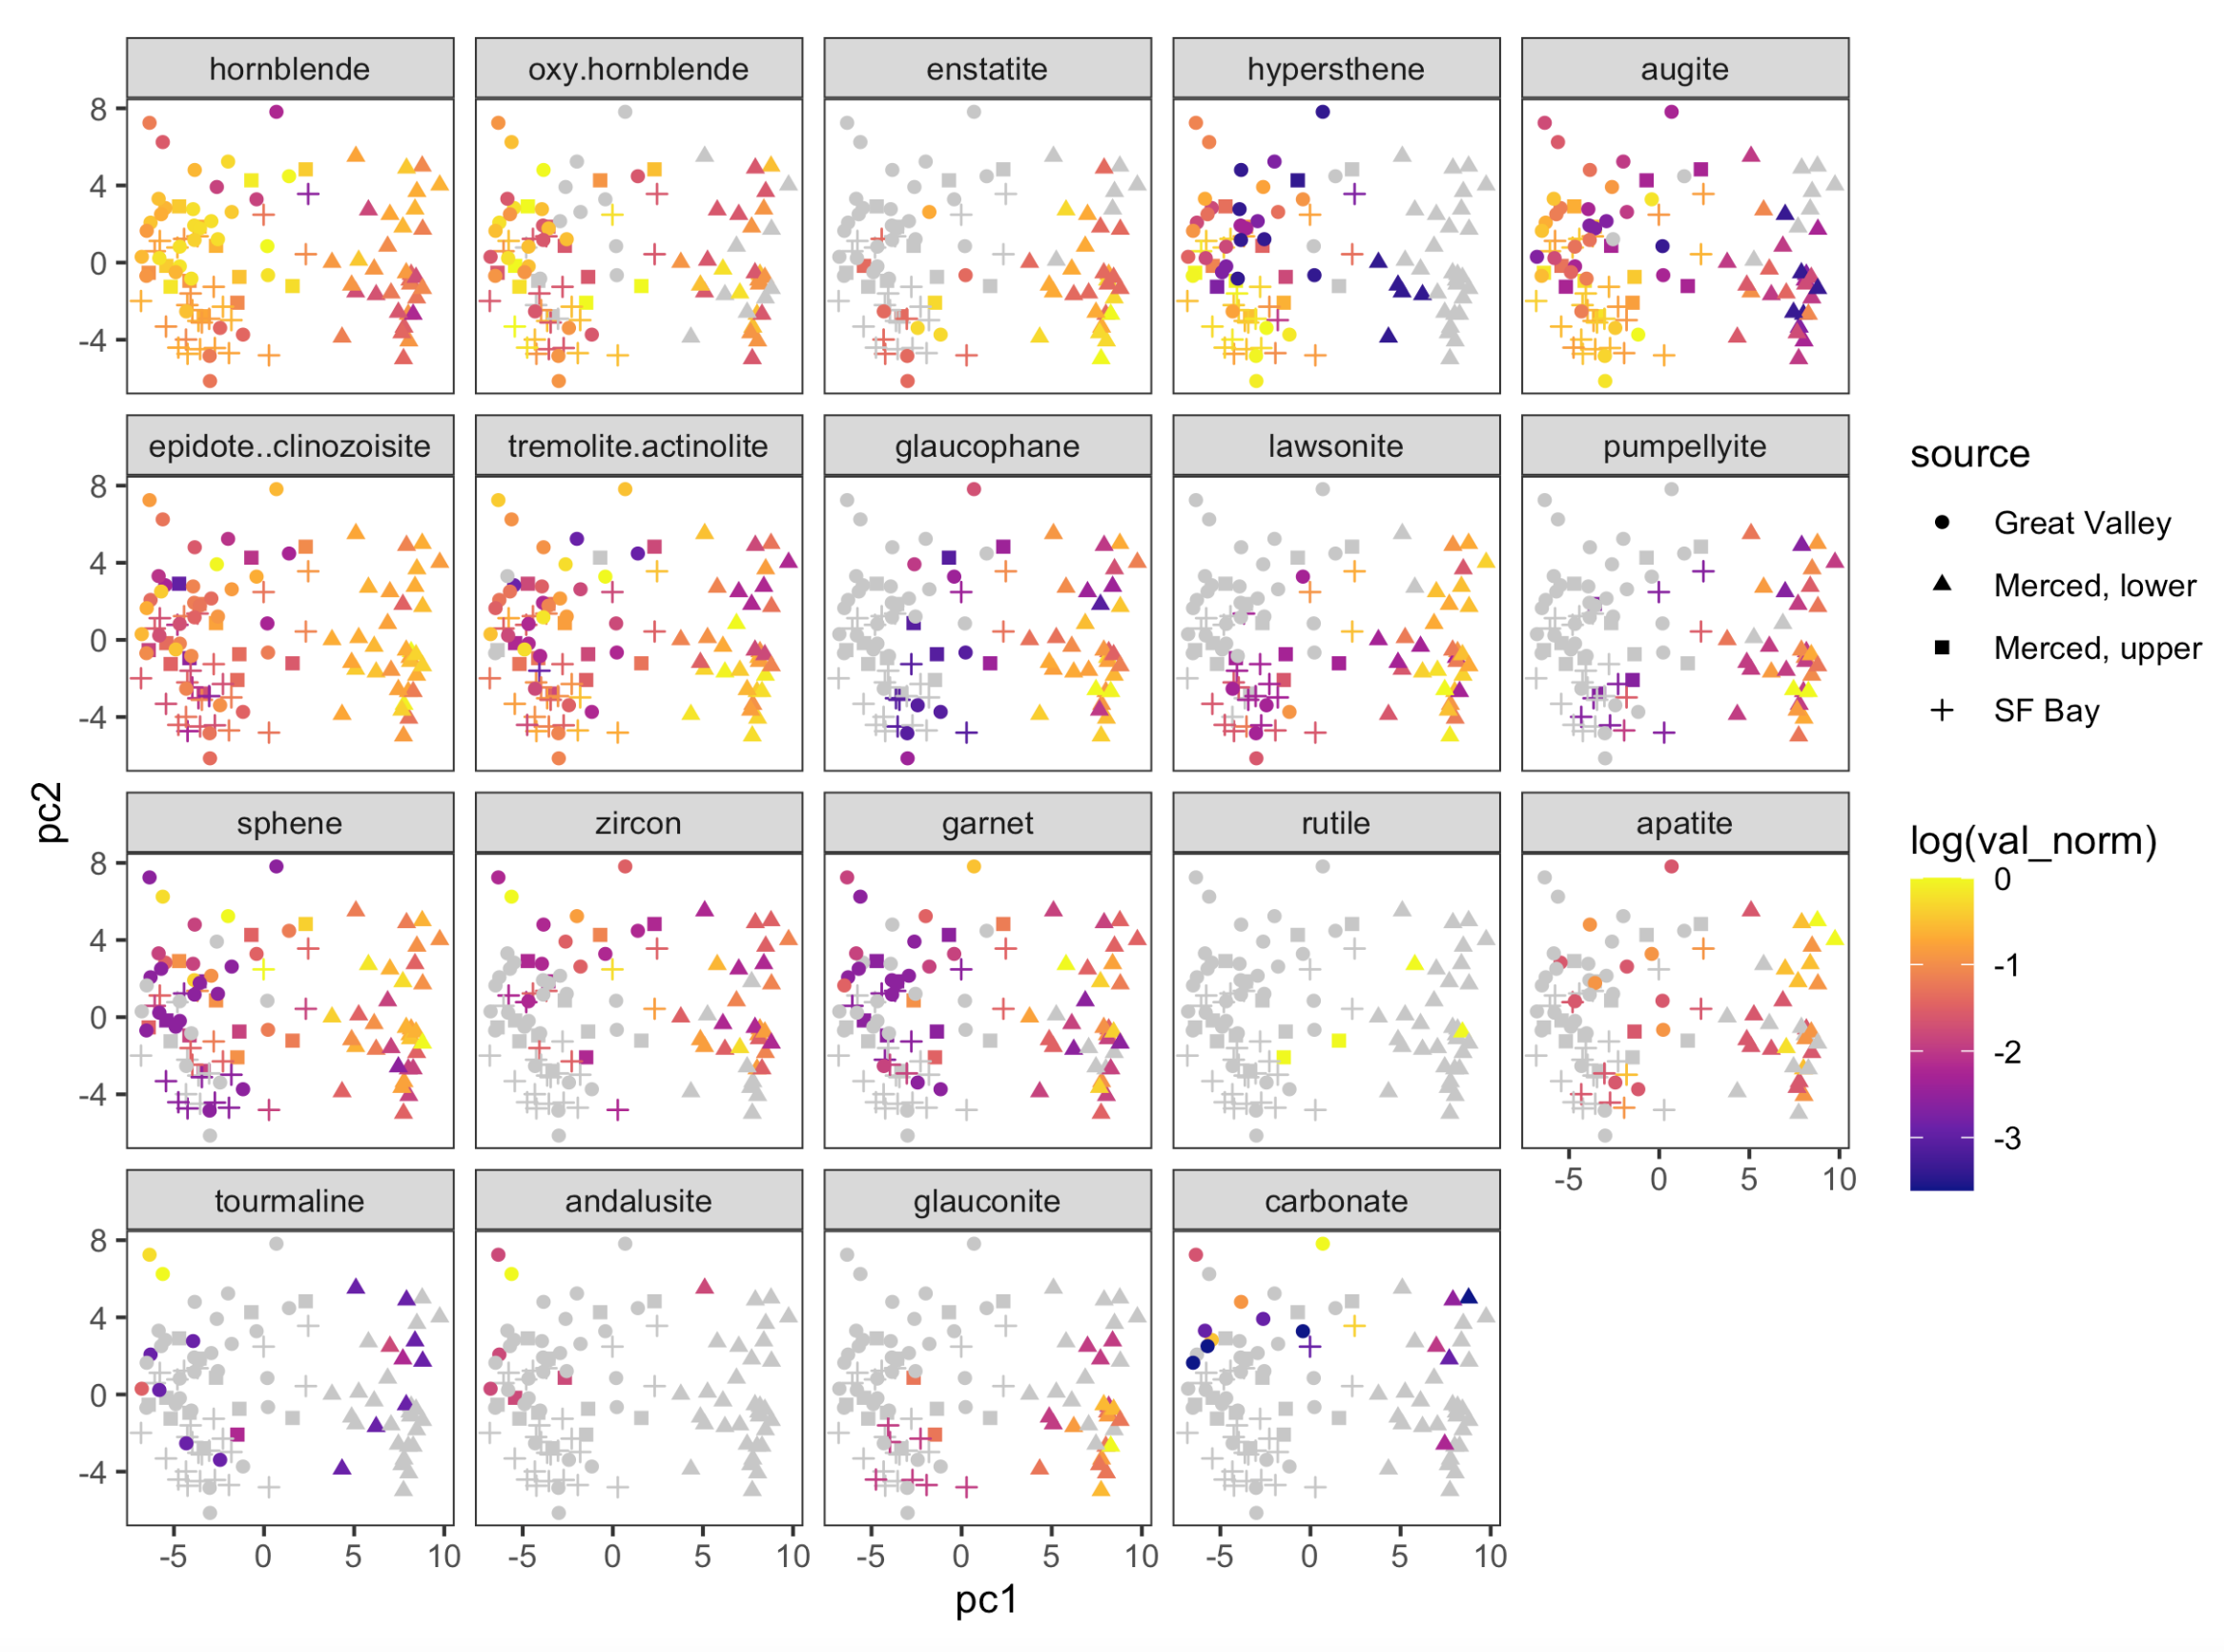 hornblende
oxy.hornblende
enstatite
hypersthene
augite
8
4
0
-4
epidote..clinozoisite
tremolite.actinolite
glaucophane
lawsonite
pumpellyite
8
4
0
-4
sphene
zircon
garnet
rutile
apatite
8
4
0
-4
-5 0 5 10
tourmaline
andalusite
glauconite
carbonate
8
4
0
-4
-5 0 5 10
-5 0 5 10
-5 0 5 10
-5 0 5 10
pc1
pc2
source
Great Valley
Merced, lower
Merced, upper
SF Bay
log(val_norm)
0
-1
-2
-3